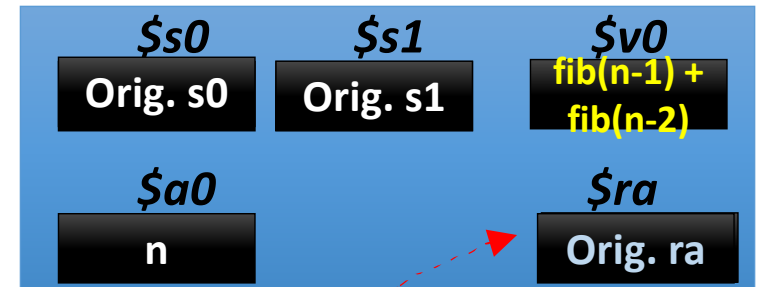 $s0 $s1 $v0
Orig. s0 Orig. s1 fib(n-1) +
fib(n-2)
$a0 $ra
n Orig. ra